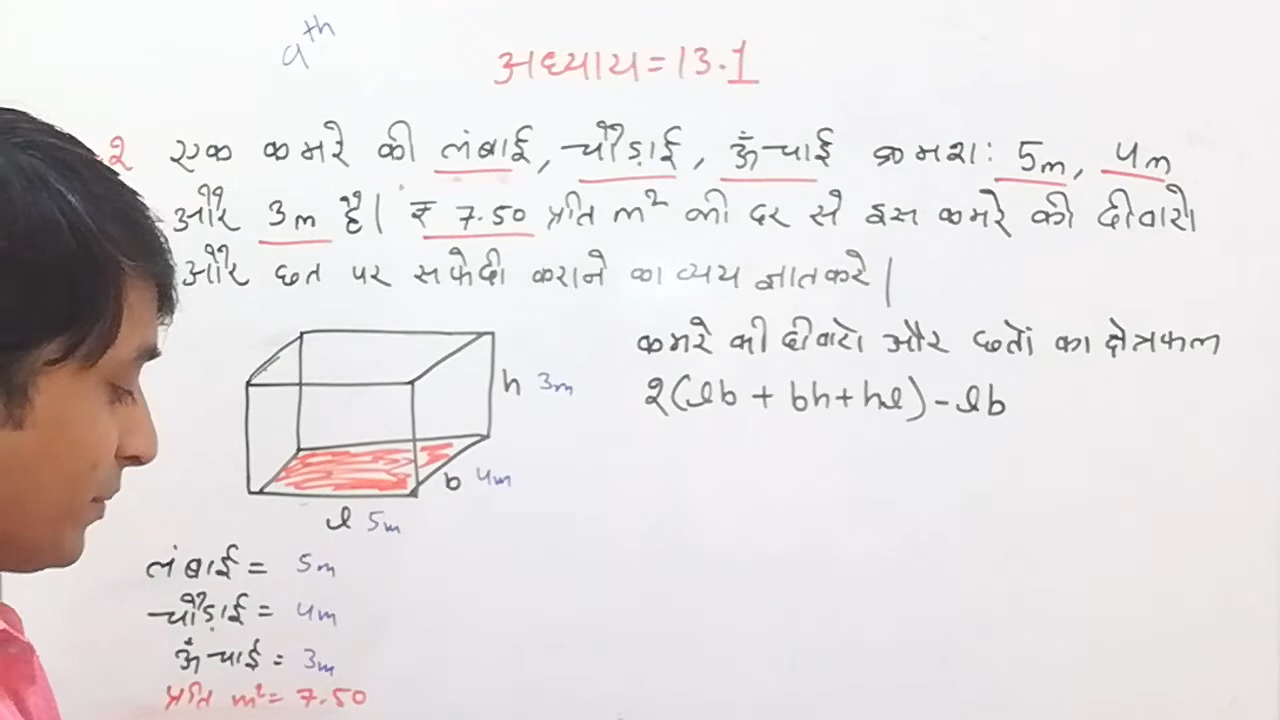 9th
अध्याय = 13.1
.2 एक कमरे की लंबाई, चौड़ाई, ऊँचाई क्रमशः 5m, 4m
और 3m है। ₹ 7.50 प्रति m² की दर से इस कमरे की दीवारो
और छत पर सफेदी कराने का व्यय ज्ञात करे।
कमरे की दीवारो और छतों का क्षेत्रफल
2(lb + bh + hl) - lb
h 3m
b 4m
l 5m
लंबाई = 5m
चौड़ाई = 4m
ऊँचाई = 3m
प्रति m² = 7.50